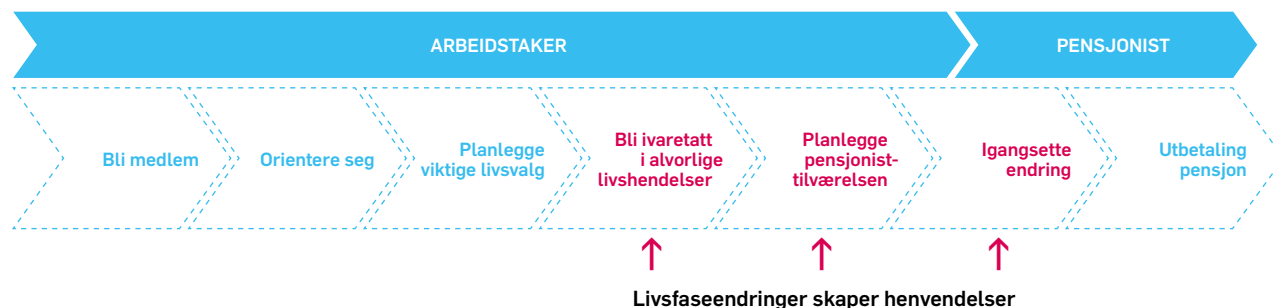 ARBEIDSTAKER
PENSJONIST
Bli medlem
Orientere seg
Planlegge
viktige livsvalg
Bli ivaretatt
i alvorlige
livshendelser
Planlegge
pensjonist-
tilværelsen
Igangsette
endring
Utbetaling
pensjon
Livsfaseendringer skaper henvendelser